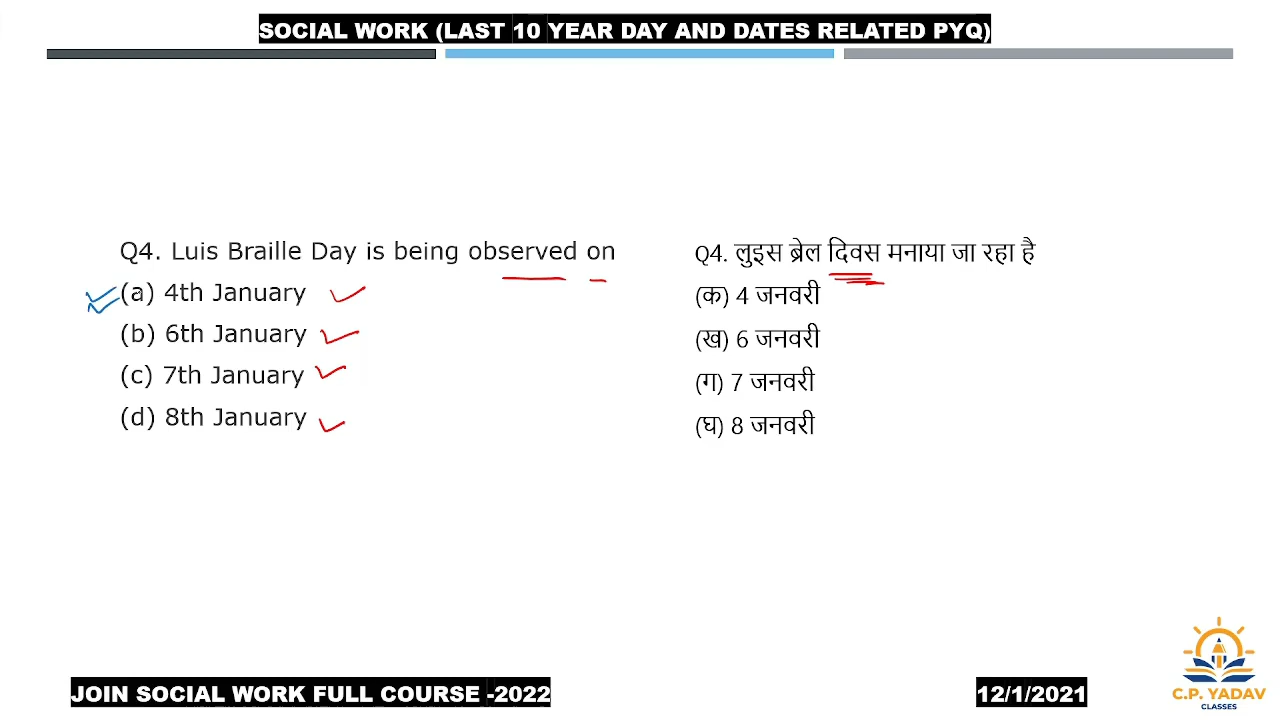 SOCIAL WORK (LAST 10 YEAR DAY AND DATES RELATED PYQ)
Q4. Luis Braille Day is being observed on
(a) 4th January
(b) 6th January
(c) 7th January
(d) 8th January
Q4. लुइस ब्रेल दिवस मनाया जा रहा है
(क) 4 जनवरी
(ख) 6 जनवरी
(ग) 7 जनवरी
(घ) 8 जनवरी
JOIN SOCIAL WORK FULL COURSE -2022
12/1/2021
C.P. YADAV
CLASSES